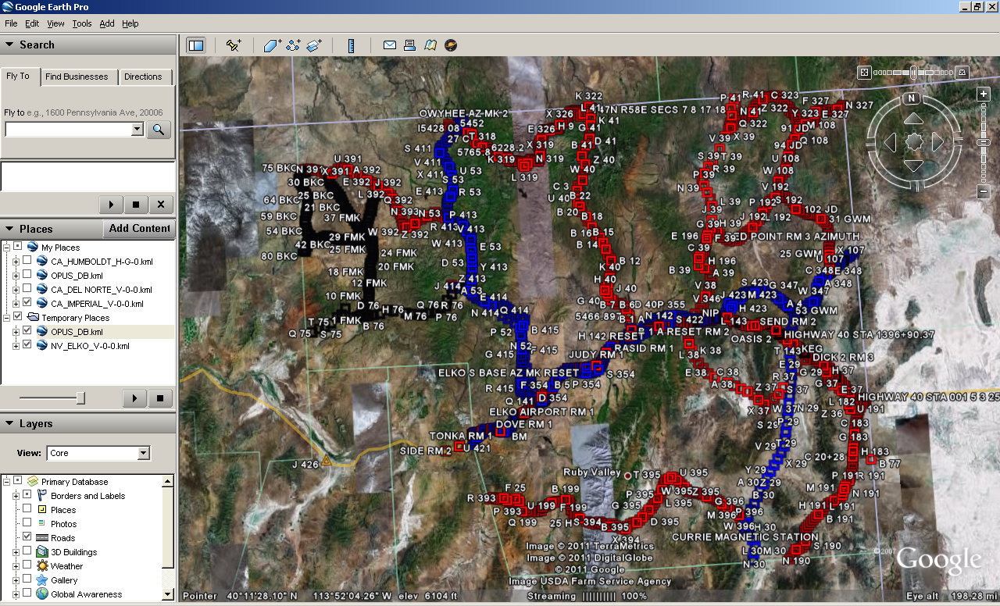 Google Earth Pro
File Edit View Tools Add Help
Search
Fly To
Find Businesses
Directions
Fly to e.g., 1600 Pennsylvania Ave, 20006
Places
Add Content
My Places
CA_HUMBOLDT_H-G-0.kml
OPUS_DB.kml
CA_DEL NORTE_V-0-0.kml
CA_IMPERIAL_V-0-0.kml
Temporary Places
OPUS_DB.kml
NV_ELKO_V-0-0.kml
Layers
View: Core
Primary Database
Borders and Labels
Places
Photos
Roads
3D Buildings
Weather
Gallery
Global Awareness
N
K 322
L 41 47N R58E SECS 7 8 17 18
P 41 R 41 C 323
F 327 N 327
X 326
K 41
N 41 Z 322
Y 323 E 327
OWYHEE AZ MK 2
5452
I5428 08
E 326 H 9 G 41
Q 322
91 JD M 108
27 CT 318
V 39 X 39
94 JD Q 108
S 411
5765.8 6228.2 X 319
B 41 D 41
U 391
V 411
K 319 N 319
Z 40
S 39 T 39
U 108
75 BKC N 391 X 391 A 392
X 411 U 53
L 319
W 40
P 39 R 39
W 108
30 BKC E 392 J 392
S 53
C 3
N 39
V 192
25 BKC L 392
E 413 R 53
U 40 B 22
L 39
64 BKC 21 BKC Q 392
B 20
J 39
P 192
102 JD
59 BKC 37 FMK N 393 N 53 P 413
B 18
J 192 L 192
31 GWM
54 BKC 29 FMK W 392 Z 392 R 413 V 413
B 16 B 15
G 39 H 39
E 196 F 39 ED POINT RM 3 AZIMUTH
42 BKC 25 FMK
W 413 E 53
B 14
C 39
25 GWM X 107
80 BKC 24 FMK
D 53 Y 413
B 12
H 196
U 107
20 FMK
K 40
B 39 A 39
C 348 E 348
18 FMK
Z 413
H 40
V 38
S 423 G 347 A 348
12 FMK
J 414 A 53
J 40
J 423 M 423 W 347
10 FMK
E 414
G 40 B 7 B 6 D 40 P 355
V 346
A 4
D 76 H 76 Q 76 R 76
N 414 Q 414
5466.89 B 1 A N 142
NIP H 423
53 GWM
T 75 1 FMK M 76 P 76
S 422 L 143 SEND RM 2
B 76
P 52 B 415
H 142 RESET P 1 A RESET RM 2
HIGHWAY 40 STA 1396+90.37
Q 75 S 75
N 52 F 415
RASID RM 1
OASIS 2
KEG
G 415
JUDY RM 1
L 38 K 38
T 143
DICK 2 RM 3
E 29
ELKO S BASE AZ MK RESET
S 354
E 38 C 38
R 37 G 29 H 37
R 415 F 354 B 5 P 354
A 38
Z 37 S 37 G 37 E 37
Q 141 D 354
HIGHWAY 40 STA 001 5 3 25
ELKO AIRPORT RM 1
X 37 W 37 N 29
L 182 U 191
DOVE RM 1
S 29 P 29
Z 36 C 183
TONKA RM 1 BM
G 183
SIDE RM 2 U 421
V 29 T 29
H 183
J 426
X 29
C 20+28 B 77
Ruby Valley T 395 U 395
Y 29
P 191 R 191
F 25
B 199
P 395 W 395 Z 395
A 30 Z 29
M 191 N 191
R 393
G 395 L 395
G 396
B 30
H 191 L 191
P 393 U 199 F 199
M 396 P 396
B 191
Q 199 25 H S 394 B 395 D 395
W 396 H 30
X 394
CURRIE MAGNETIC STATION
S 190
L 30 M 30
N 190
N 30
Image © 2011 TerraMetrics
Image © 2011 DigitalGlobe
© 2011 Google
Image USDA Farm Service Agency
©2007 Google
Pointer 40°11'28.10" N 113°52'04.26" W elev 6104 ft Streaming 100% Eye alt 198.28 mi